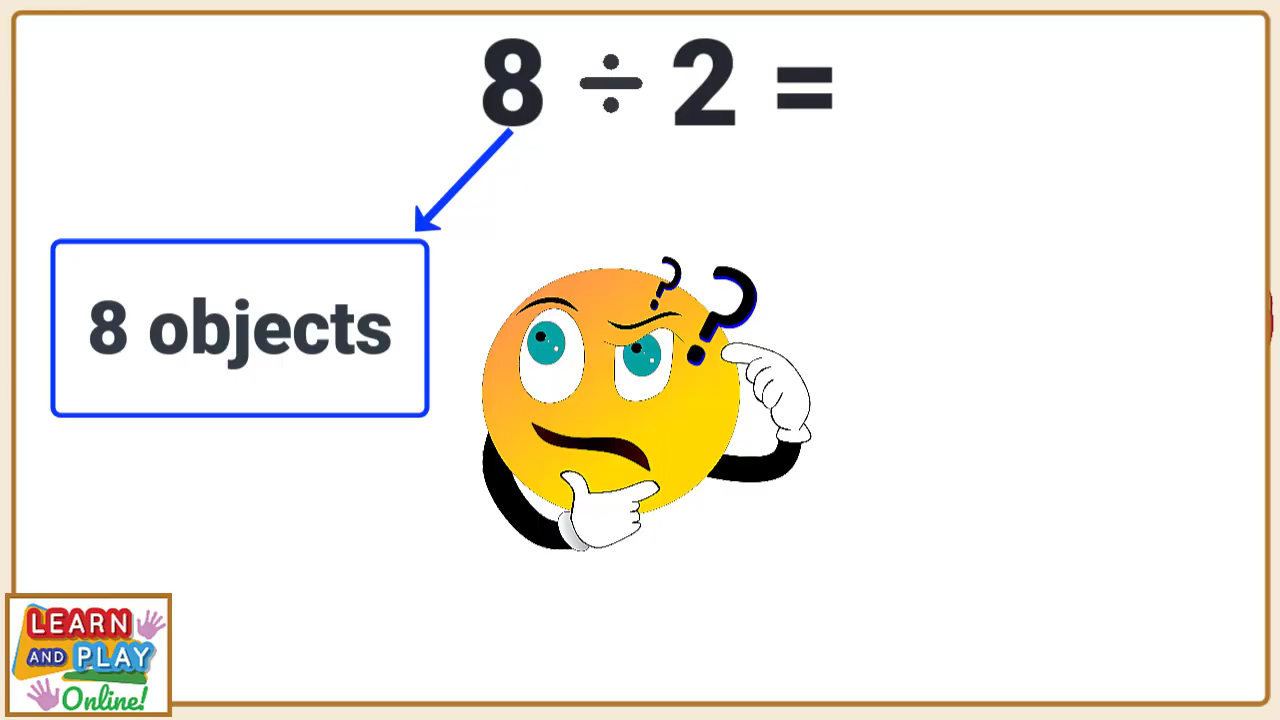 8 ÷ 2 =
8 objects
? ?
LEARN
AND PLAY
Online!